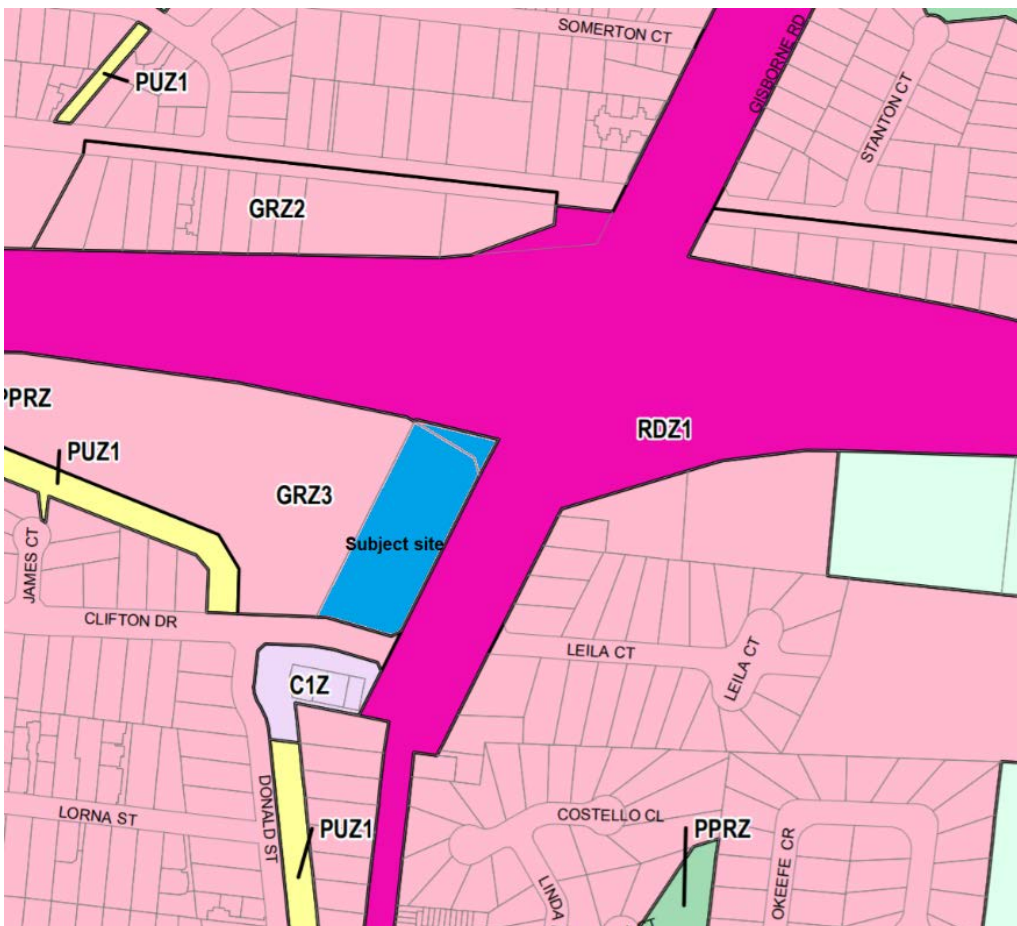 SOMERTON CT
GISBORNE RD
PUZ1
STANTON CT
GRZ2
PPRZ
RDZ1
PUZ1
GRZ3
Subject site
JAMES CT
CLIFTON DR
LEILA CT
LEILA CT
C1Z
DONALD ST
LORNA ST
COSTELLO CL
PPRZ
PUZ1
OKEEFE CR
LINDA